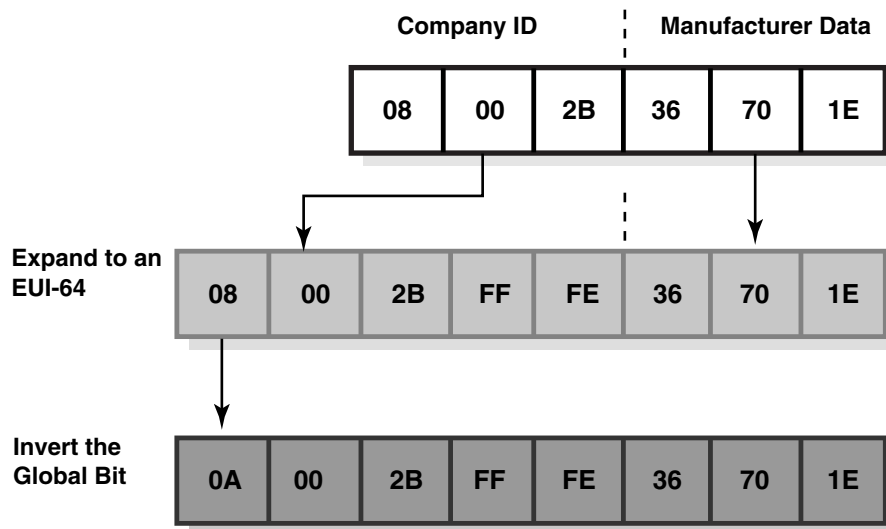 Company ID Manufacturer Data
08 00 2B 36 70 1E
Expand to an
EUI-64
08 00 2B FF FE 36 70 1E
Invert the
Global Bit
0A 00 2B FF FE 36 70 1E